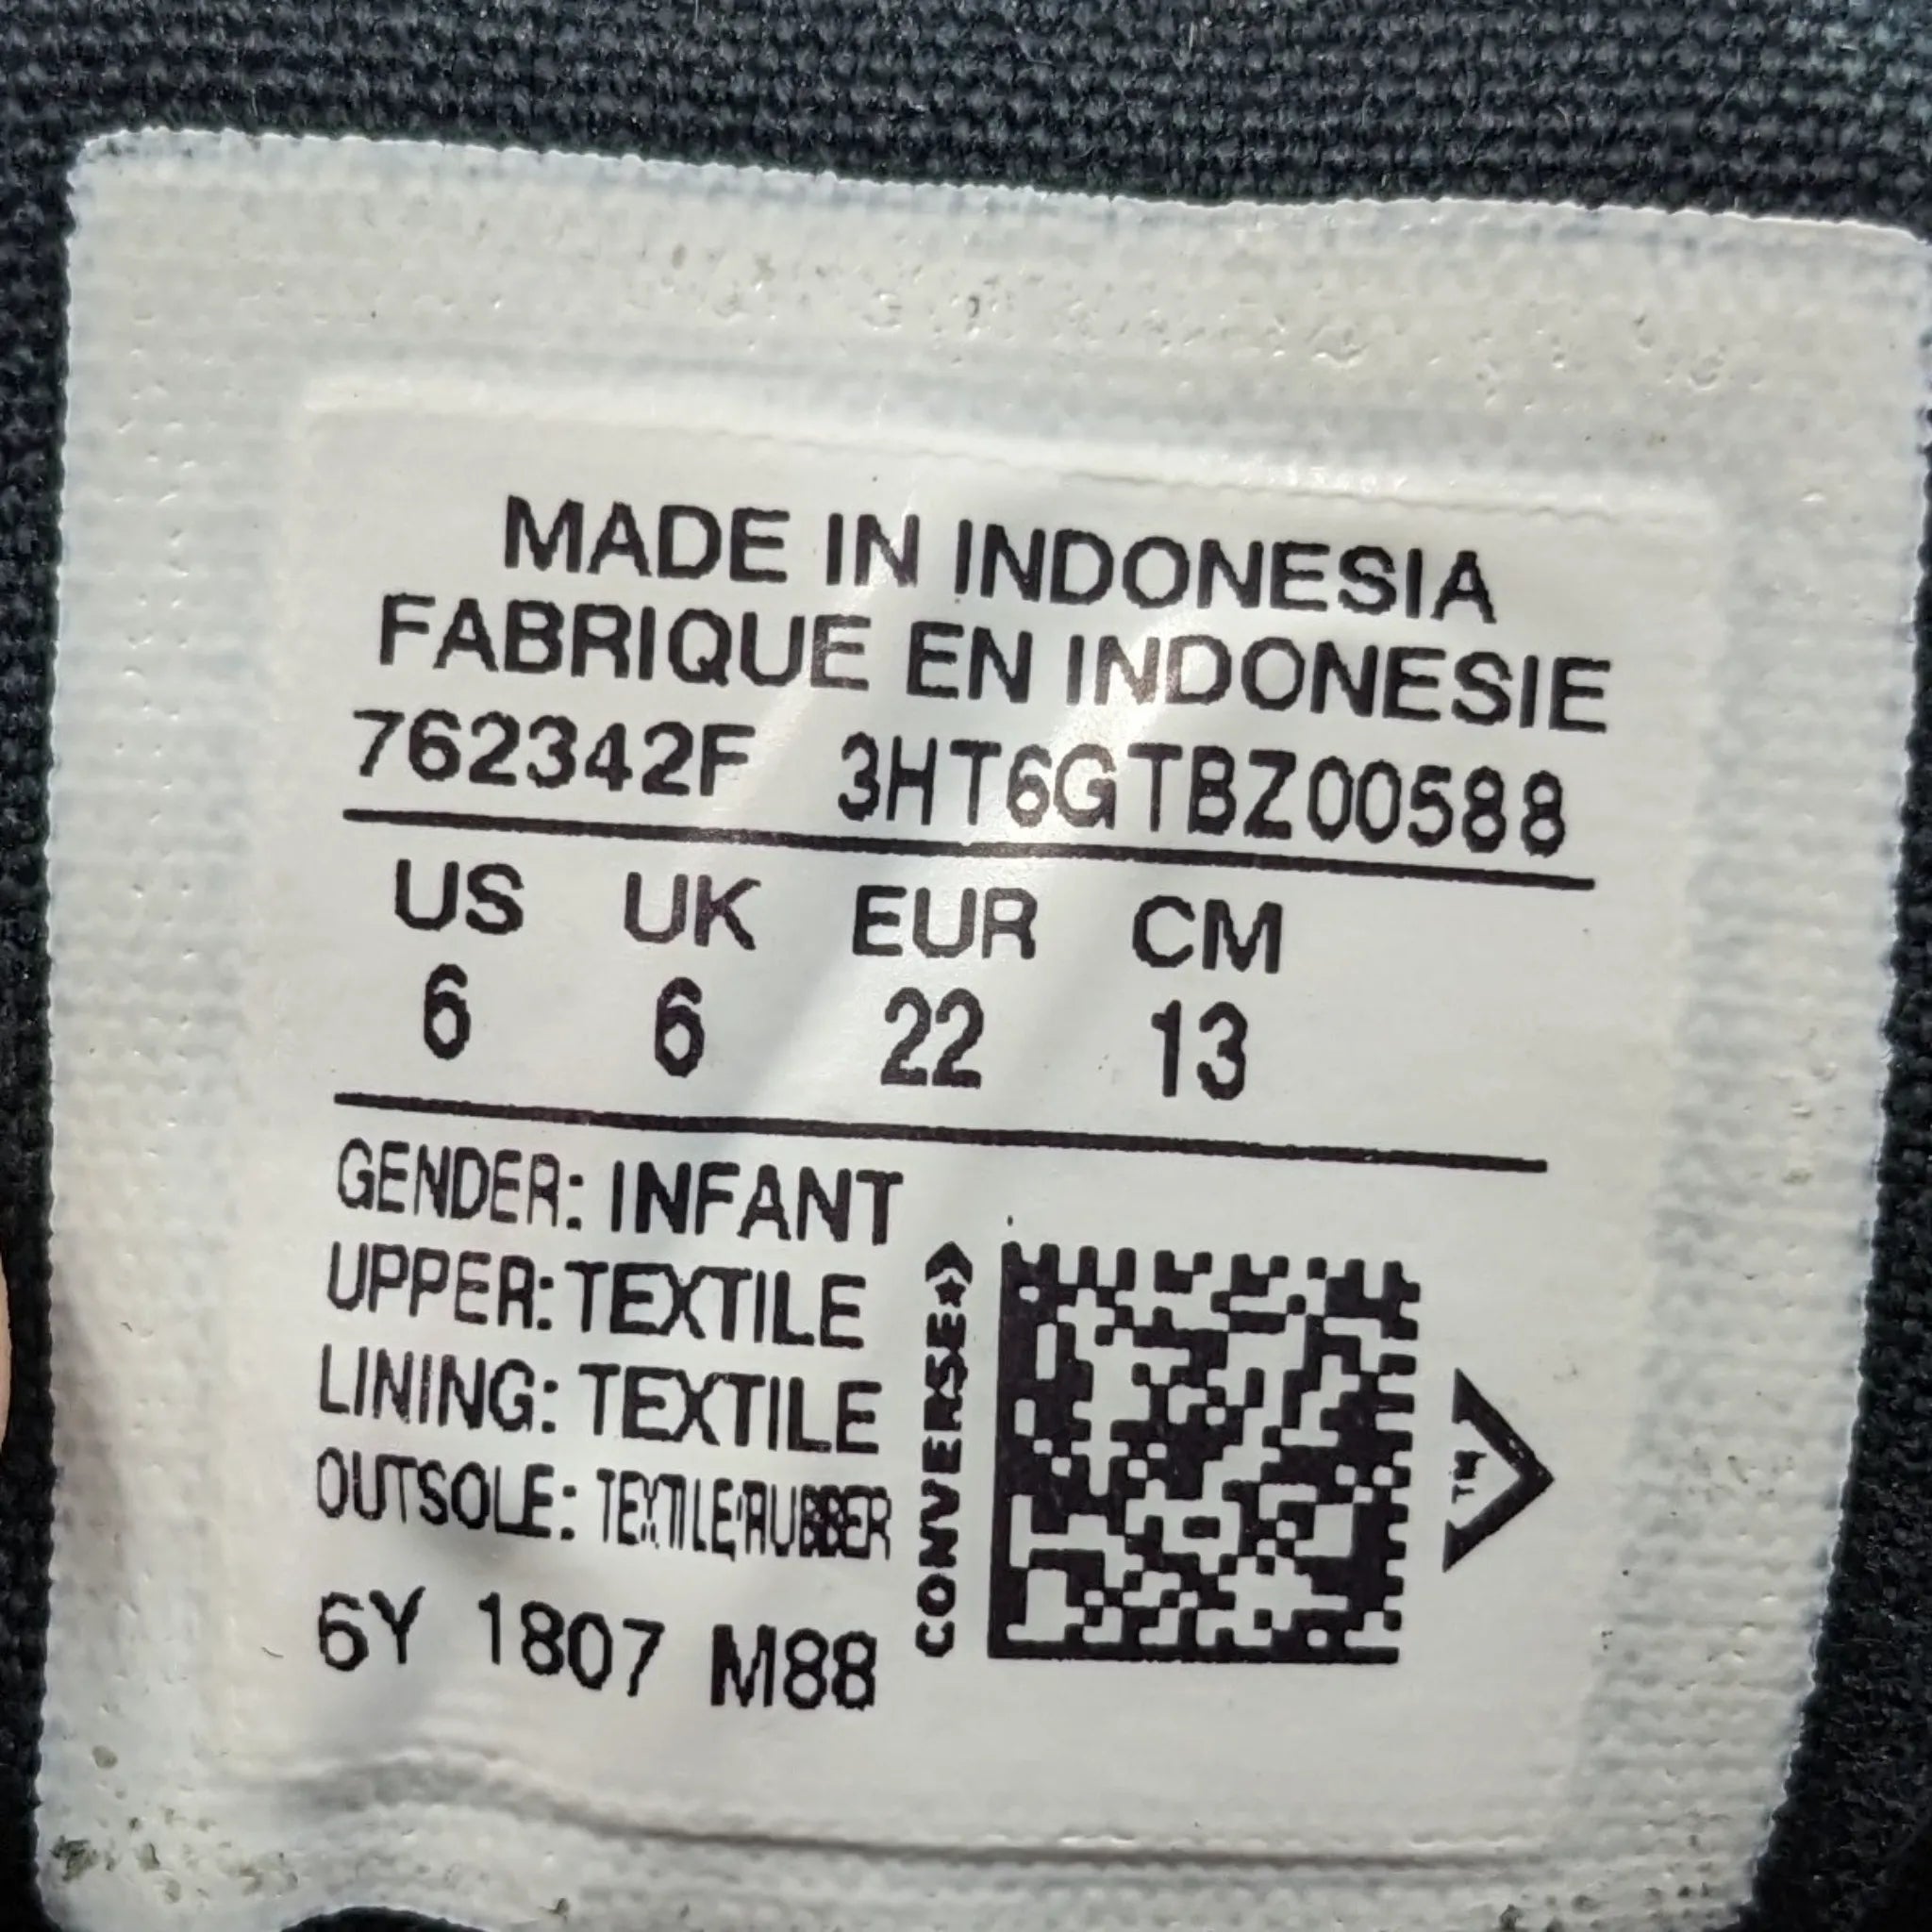 MADE IN INDONESIA
FABRIQUE EN INDONESIE
762342F 3HT6GTBZ00588
US UK EUR CM
6 6 22 13
GENDER: INFANT
UPPER: TEXTILE
LINING: TEXTILE
OUTSOLE: TEXTILE/RUBBER
6Y 1807 M88
CONVERSE
TM